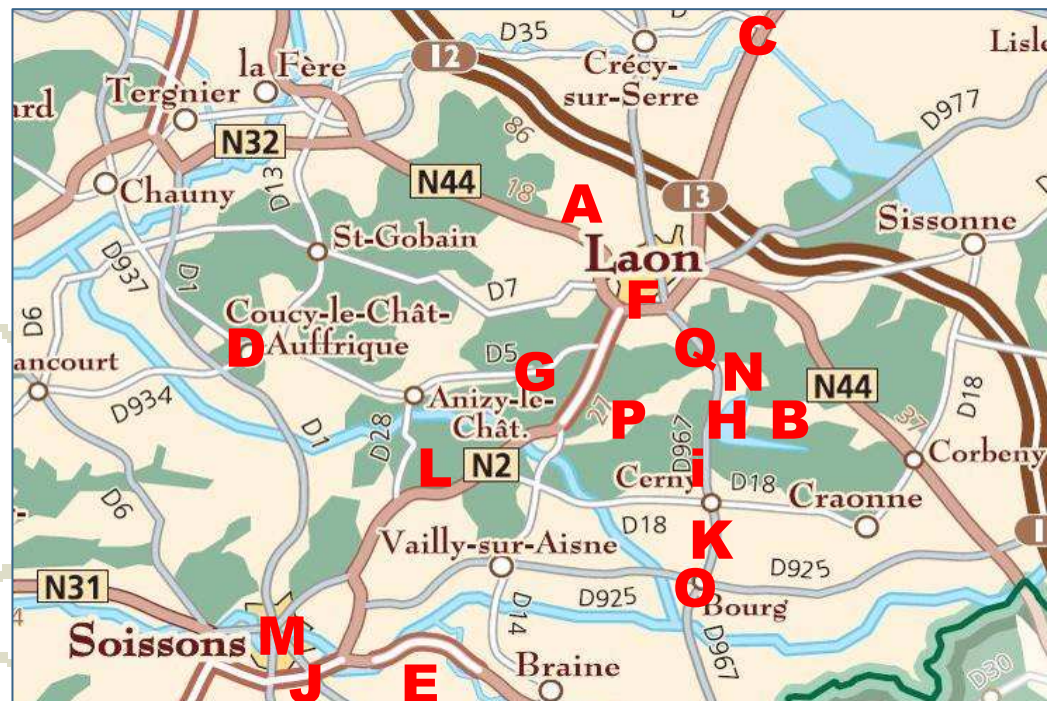 D35
I2
C
Lisle
la Fère
Crécy-
sur-Serre
Tergnier
ard
86
D977
N32
N44
18
I3
Chauny
D13
A
Sissonne
St-Gobain
D937
D1
Laon
D7
F
D6
Coucy-le-Chât-
Auffrique
D
D5
Q
ancourt
G
N
N44
D934
Anizy-le-
Chât.
27
P
H
B
D18
37
D1
D28
D967
L
N2
i
Corbeny
Cerny
D18
Craonne
D6
D18
K
Vailly-sur-Aisne
D925
N31
D925
O
Bourg
M
Soissons
D14
D967
J
E
Braine
D30